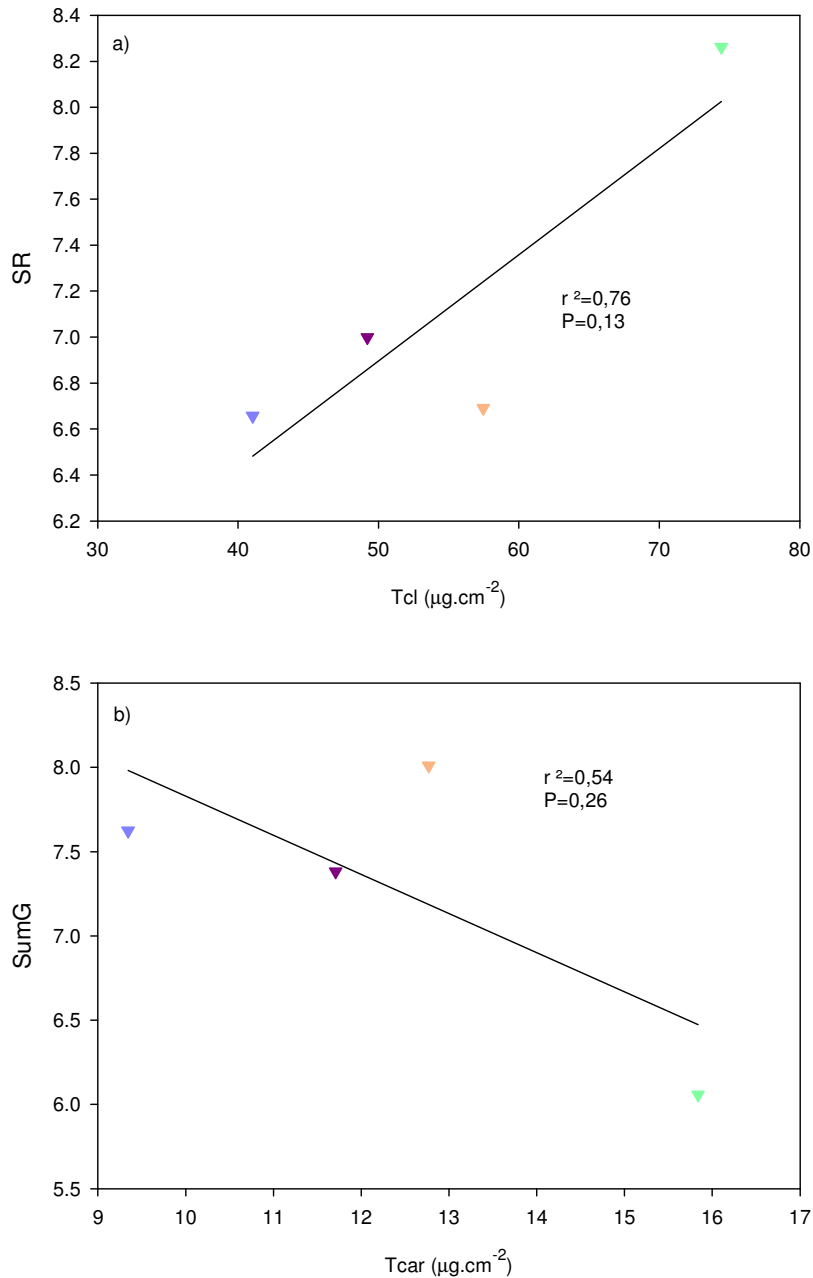 a)
8.4
8.2
8.0
7.8
7.6
7.4
7.2
7.0
6.8
6.6
6.4
6.2
SR
r ²=0,76
P=0,13
30 40 50 60 70 80
Tcl (μg.cm⁻²)
b)
8.5
8.0
7.5
7.0
6.5
6.0
5.5
SumG
r ²=0,54
P=0,26
9 10 11 12 13 14 15 16 17
Tcar (μg.cm⁻²)